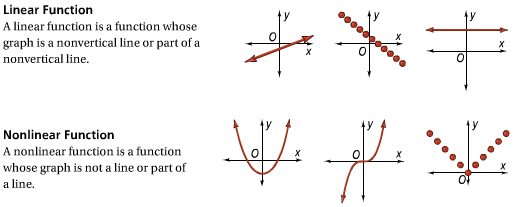 Linear Function
A linear function is a function whose
graph is a nonvertical line or part of a
nonvertical line.
y
O
x
y
O
x
y
O
x
Nonlinear Function
A nonlinear function is a function
whose graph is not a line or part of
a line.
y
O
x
y
O
x
y
O
x